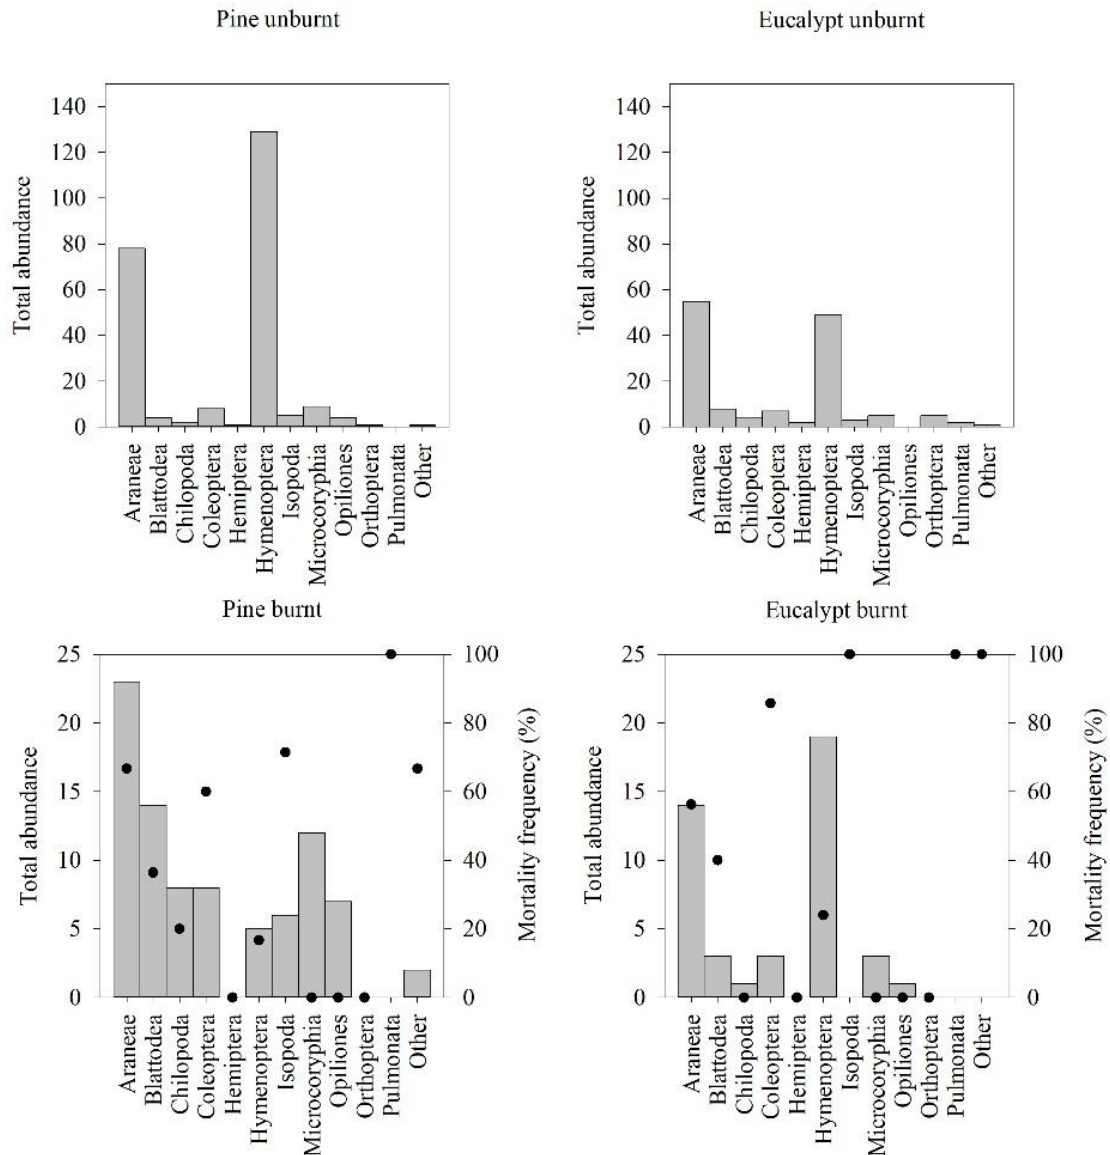 Pine unburnt
Eucalypt unburnt
Total abundance
140
120
100
80
60
40
20
0
Araneae
Blattodea
Chilopoda
Coleoptera
Hemiptera
Hymenoptera
Isopoda
Microcoryphia
Opiliones
Orthoptera
Pulmonata
Other
Total abundance
140
120
100
80
60
40
20
0
Araneae
Blattodea
Chilopoda
Coleoptera
Hemiptera
Hymenoptera
Isopoda
Microcoryphia
Opiliones
Orthoptera
Pulmonata
Other
Pine burnt
Eucalypt burnt
Total abundance
25
20
15
10
5
0
Araneae
Blattodea
Chilopoda
Coleoptera
Hemiptera
Hymenoptera
Isopoda
Microcoryphia
Opiliones
Orthoptera
Pulmonata
Other
100
80
60
40
20
0
Mortality frequency (%)
Total abundance
25
20
15
10
5
0
Araneae
Blattodea
Chilopoda
Coleoptera
Hemiptera
Hymenoptera
Isopoda
Microcoryphia
Opiliones
Orthoptera
Pulmonata
Other
100
80
60
40
20
0
Mortality frequency (%)